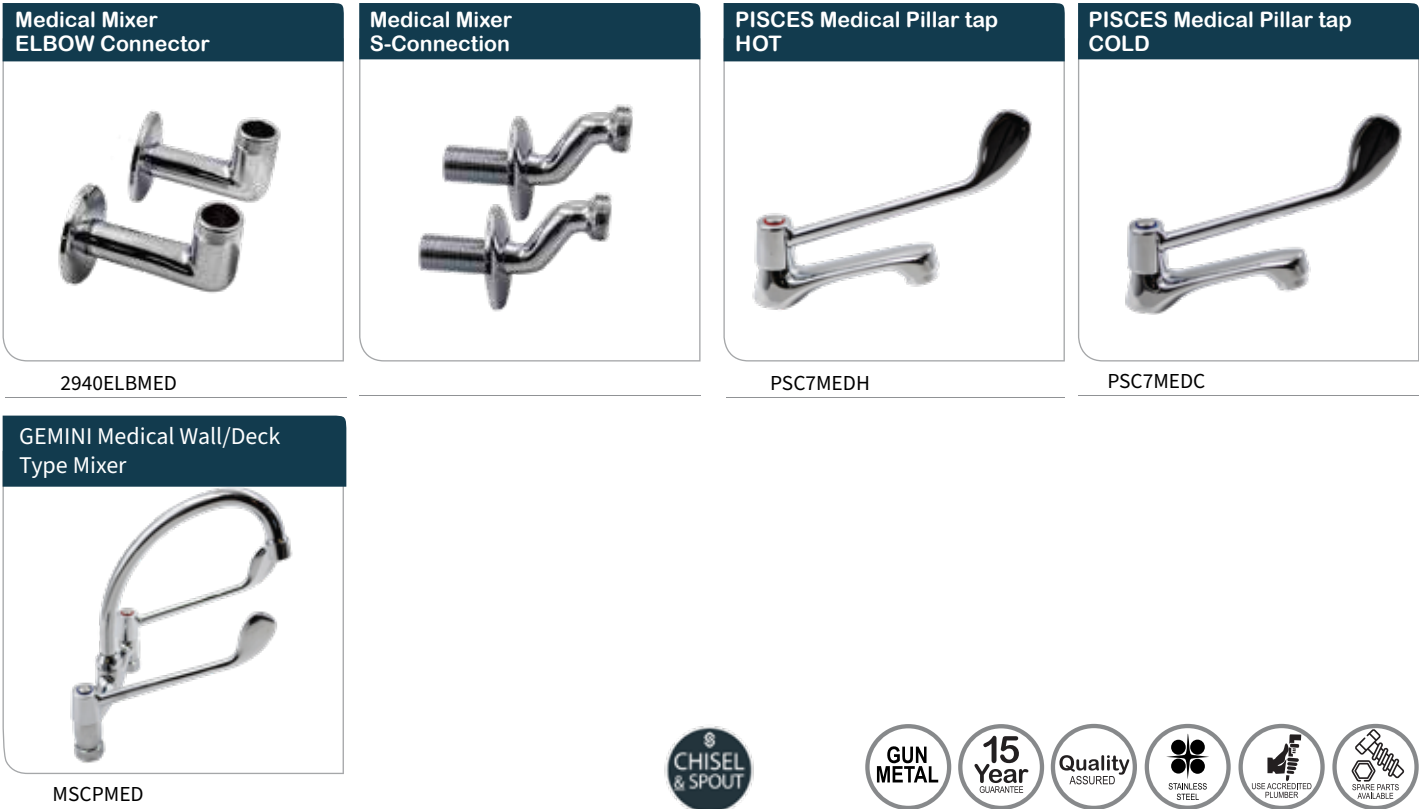 Medical Mixer
ELBOW Connector
Medical Mixer
S-Connection
PISCES Medical Pillar tap
HOT
PISCES Medical Pillar tap
COLD
2940ELBMED
PSC7MEDH
PSC7MEDC
GEMINI Medical Wall/Deck
Type Mixer
MSCPMED
CHISEL
& SPOUT
GUN
METAL
15
Year
GUARANTEE
Quality
ASSURED
STAINLESS
STEEL
USE ACCREDITED
PLUMBER
SPARE PARTS
AVAILABLE